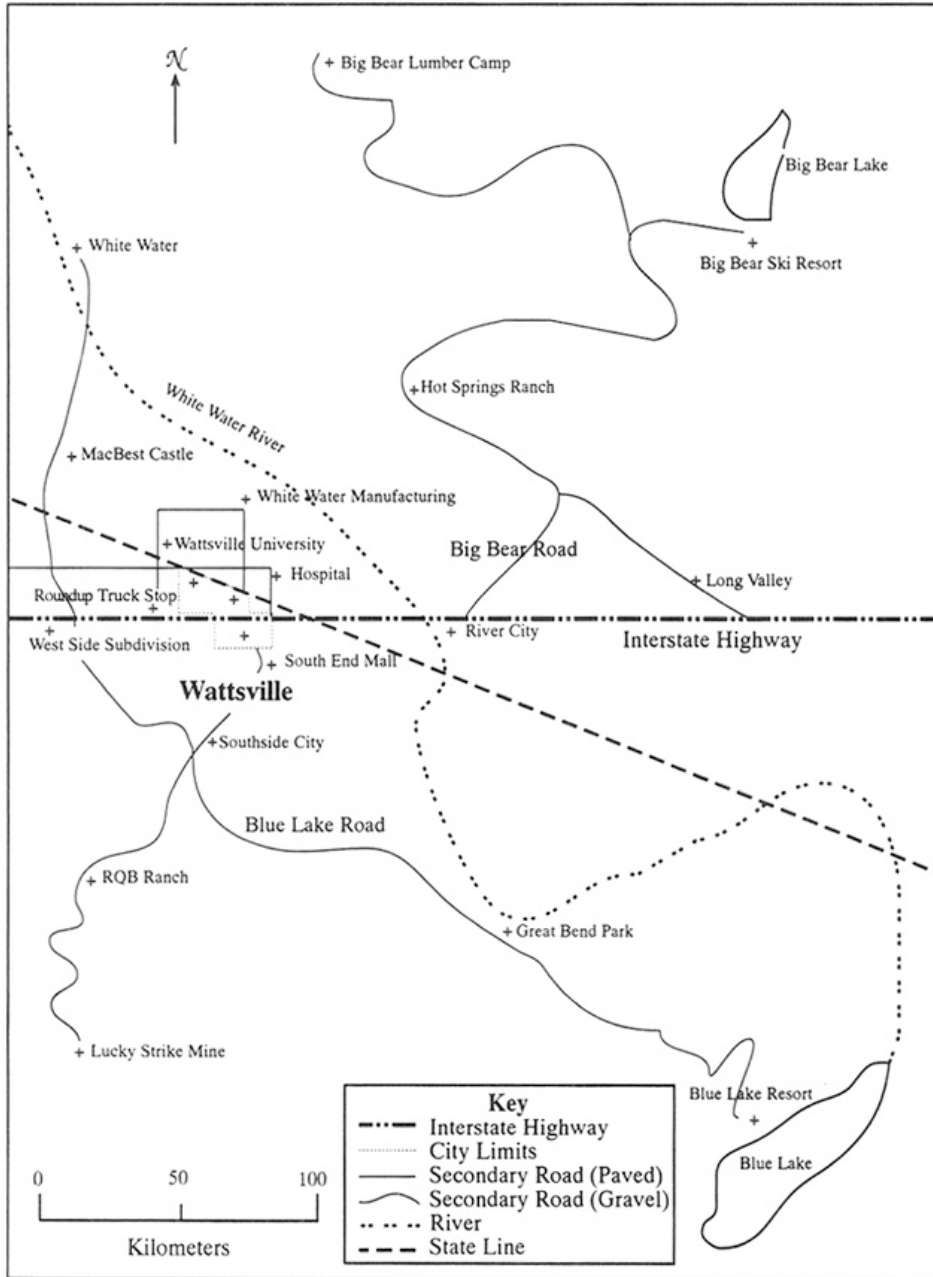 N
Big Bear Lumber Camp
Big Bear Lake
White Water
Big Bear Ski Resort
Hot Springs Ranch
White Water River
MacBest Castle
White Water Manufacturing
Wattsville University
Big Bear Road
Hospital
Long Valley
Roundup Truck Stop
River City
Interstate Highway
West Side Subdivision
South End Mall
Wattsville
Southside City
Blue Lake Road
RQB Ranch
Great Bend Park
Lucky Strike Mine
Blue Lake Resort
Blue Lake
Key
Interstate Highway
City Limits
Secondary Road (Paved)
Secondary Road (Gravel)
River
State Line
0 50 100
Kilometers